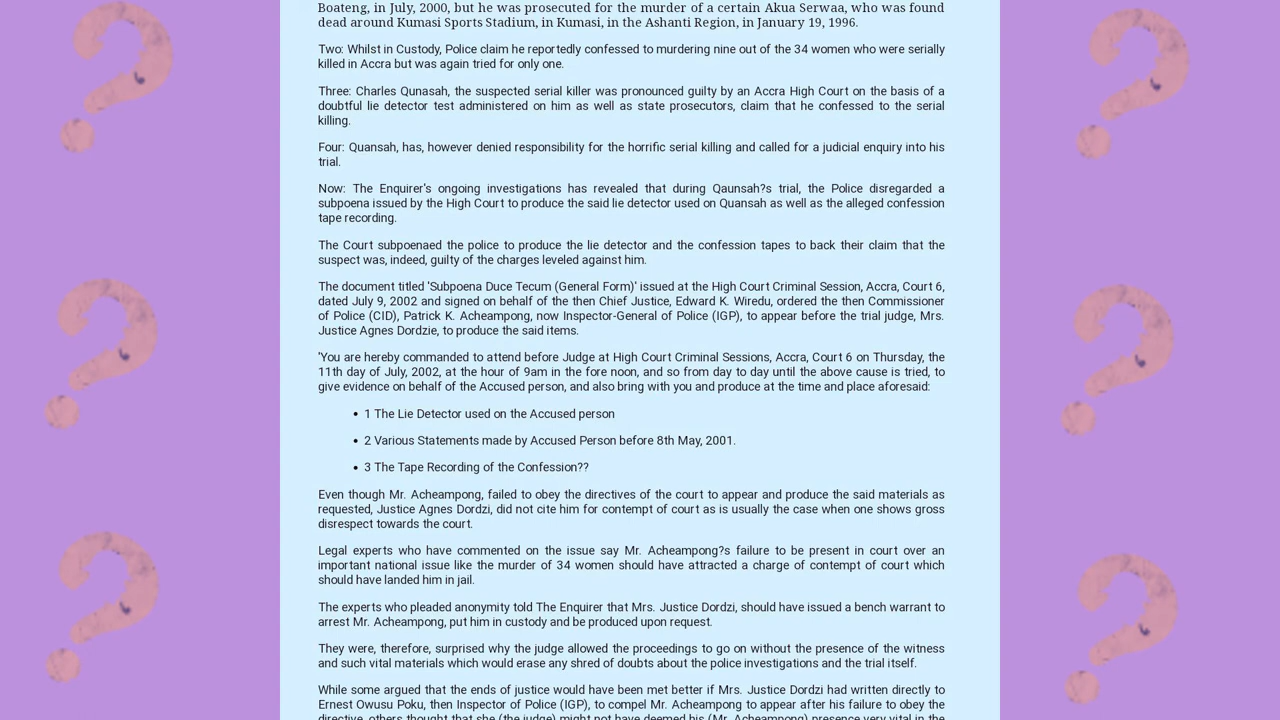 Boateng, in July, 2000, but he was prosecuted for the murder of a certain Akua Serwaa, who was found
dead around Kumasi Sports Stadium, in Kumasi, in the Ashanti Region, in January 19, 1996.
Two: Whilst in Custody, Police claim he reportedly confessed to murdering nine out of the 34 women who were serially
killed in Accra but was again tried for only one.
Three: Charles Qunasah, the suspected serial killer was pronounced guilty by an Accra High Court on the basis of a
doubtful lie detector test administered on him as well as state prosecutors, claim that he confessed to the serial
killing.
Four: Quansah, has, however denied responsibility for the horrific serial killing and called for a judicial enquiry into his
trial.
Now: The Enquirer's ongoing investigations has revealed that during Qaunsah?s trial, the Police disregarded a
subpoena issued by the High Court to produce the said lie detector used on Quansah as well as the alleged confession
tape recording.
The Court subpoenaed the police to produce the lie detector and the confession tapes to back their claim that the
suspect was, indeed, guilty of the charges leveled against him.
The document titled 'Subpoena Duce Tecum (General Form)' issued at the High Court Criminal Session, Accra, Court 6,
dated July 9, 2002 and signed on behalf of the then Chief Justice, Edward K. Wiredu, ordered the then Commissioner
of Police (CID), Patrick K. Acheampong, now Inspector-General of Police (IGP), to appear before the trial judge, Mrs.
Justice Agnes Dordzie, to produce the said items.
'You are hereby commanded to attend before Judge at High Court Criminal Sessions, Accra, Court 6 on Thursday, the
11th day of July, 2002, at the hour of 9am in the fore noon, and so from day to day until the above cause is tried, to
give evidence on behalf of the Accused person, and also bring with you and produce at the time and place aforesaid:
• 1 The Lie Detector used on the Accused person
• 2 Various Statements made by Accused Person before 8th May, 2001.
• 3 The Tape Recording of the Confession??
Even though Mr. Acheampong, failed to obey the directives of the court to appear and produce the said materials as
requested, Justice Agnes Dordzi, did not cite him for contempt of court as is usually the case when one shows gross
disrespect towards the court.
Legal experts who have commented on the issue say Mr. Acheampong?s failure to be present in court over an
important national issue like the murder of 34 women should have attracted a charge of contempt of court which
should have landed him in jail.
The experts who pleaded anonymity told The Enquirer that Mrs. Justice Dordzi, should have issued a bench warrant to
arrest Mr. Acheampong, put him in custody and be produced upon request.
They were, therefore, surprised why the judge allowed the proceedings to go on without the presence of the witness
and such vital materials which would erase any shred of doubts about the police investigations and the trial itself.
While some argued that the ends of justice would have been met better if Mrs. Justice Dordzi had written directly to
Ernest Owusu Poku, then Inspector of Police (IGP), to compel Mr. Acheampong to appear after his failure to obey the
directive, others thought that she (the judge) might not have deemed his (Mr. Acheampong) presence very vital in the